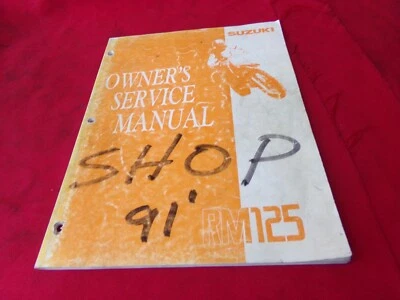 SUZUKI
OWNER'S
SERVICE
MANUAL
SHOP
91'
RM125